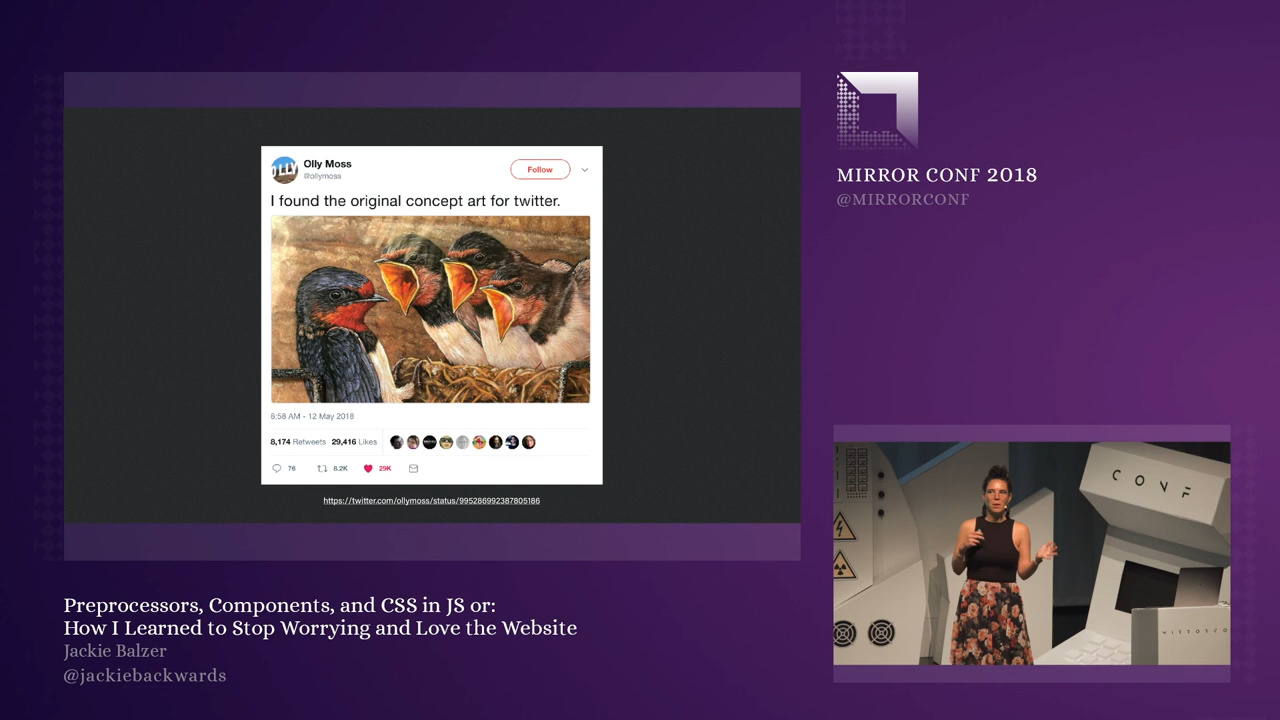 Olly Moss
@ollymoss
Follow
I found the original concept art for twitter.
8:58 AM - 12 May 2018
8,174 Retweets 29,416 Likes
76 8.2K 29K
https://twitter.com/ollymoss/status/995286992387805186
MIRROR CONF 2018
@MIRRORCONF
CONF
Preprocessors, Components, and CSS in JS or:
How I Learned to Stop Worrying and Love the Website
Jackie Balzer
@jackiebackwards